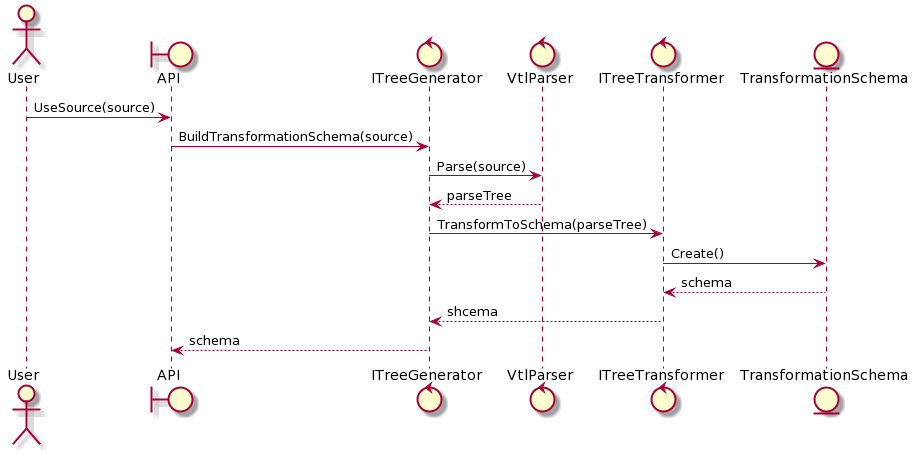 User API ITreeGenerator VtlParser ITreeTransformer TransformationSchema
UseSource(source)
BuildTransformationSchema(source)
Parse(source)
parseTree
TransformToSchema(parseTree)
Create()
schema
shcema
schema
User API ITreeGenerator VtlParser ITreeTransformer TransformationSchema